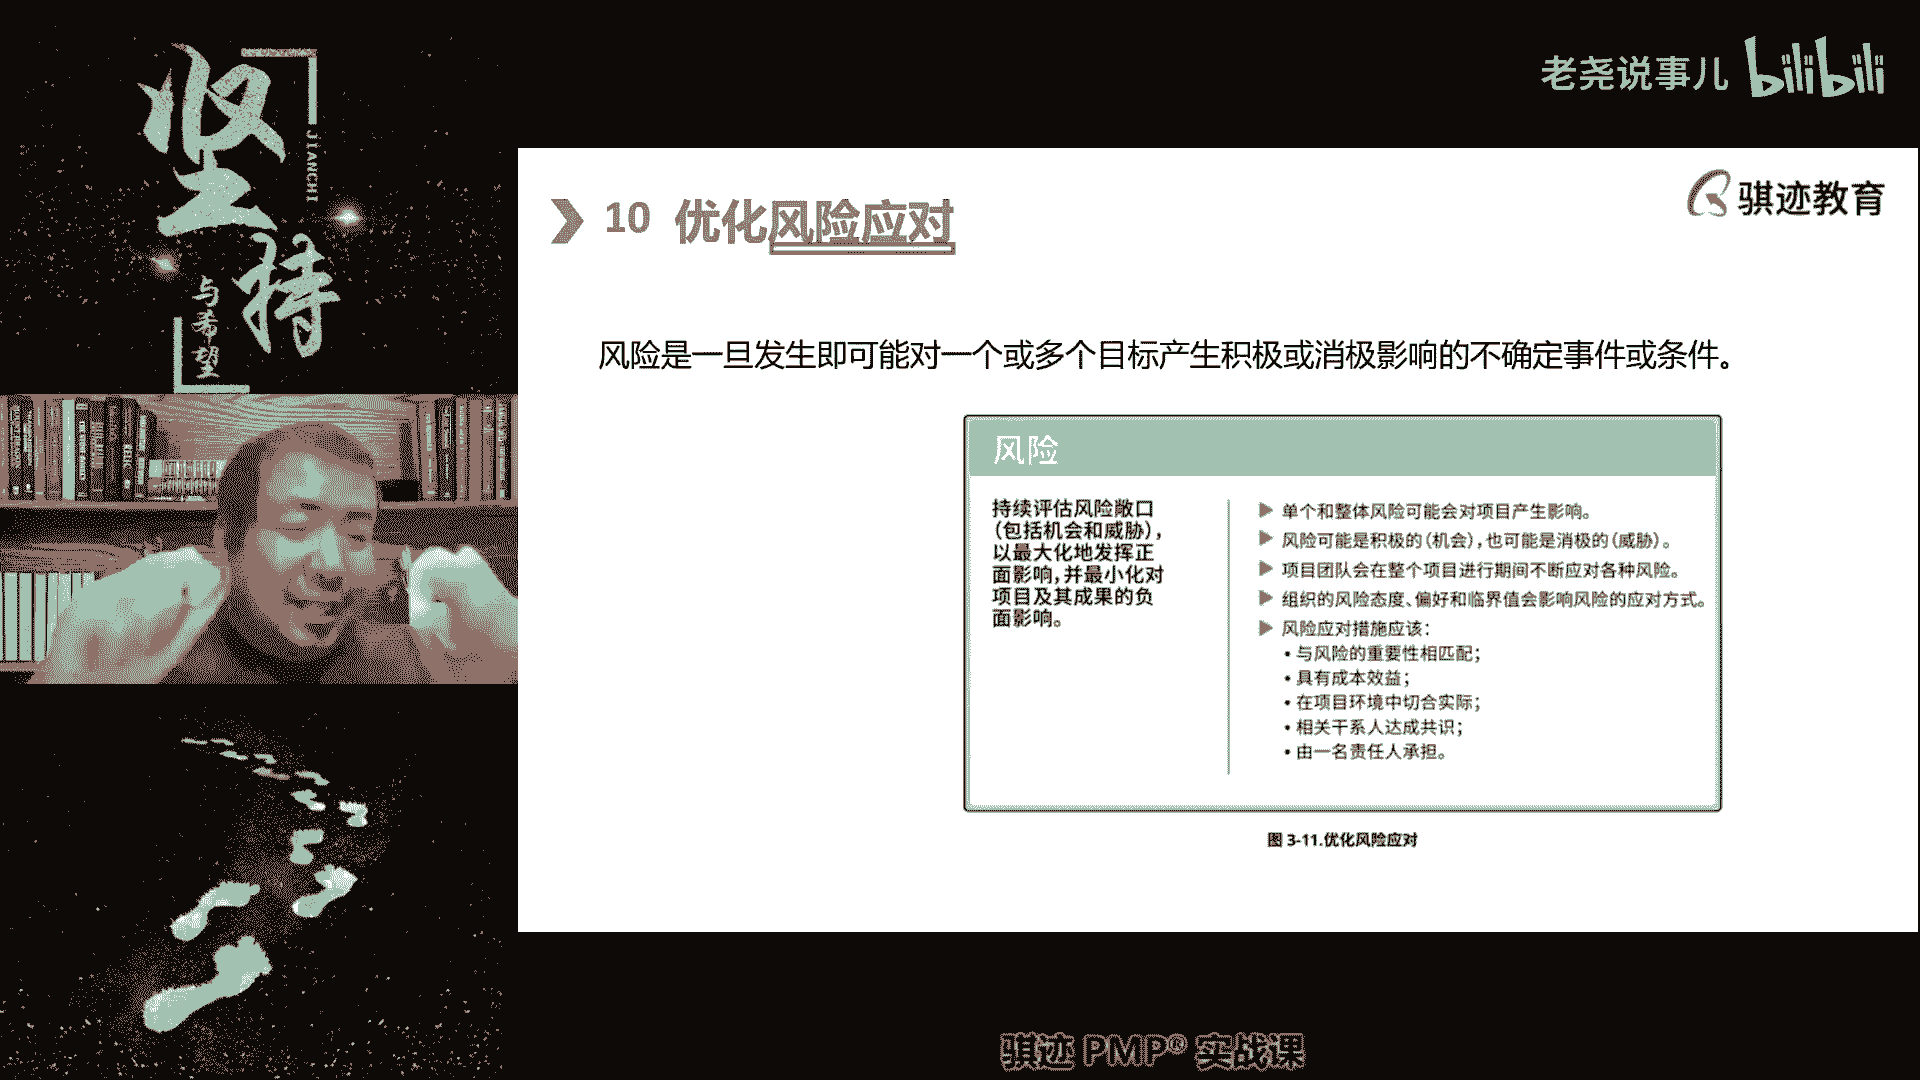 坚持
JIANCHI
与希望
老尧说事儿 bilibili
骐迹教育
10 优化风险应对
风险是一旦发生即可能对一个或多个目标产生积极或消极影响的不确定事件或条件。
风险
持续评估风险敞口
(包括机会和威胁),
以最大化地发挥正
面影响,并最小化对
项目及其成果的负
面影响。
单个和整体风险可能会对项目产生影响。
风险可能是积极的(机会),也可能是消极的(威胁)。
项目团队会在整个项目进行期间不断应对各种风险。
组织的风险态度、偏好和临界值会影响风险的应对方式。
风险应对措施应该:
• 与风险的重要性相匹配;
• 具有成本效益;
• 在项目环境中切合实际;
• 相关干系人达成共识;
• 由一名责任人承担。
图 3-11.优化风险应对
骐迹 PMP® 实战课